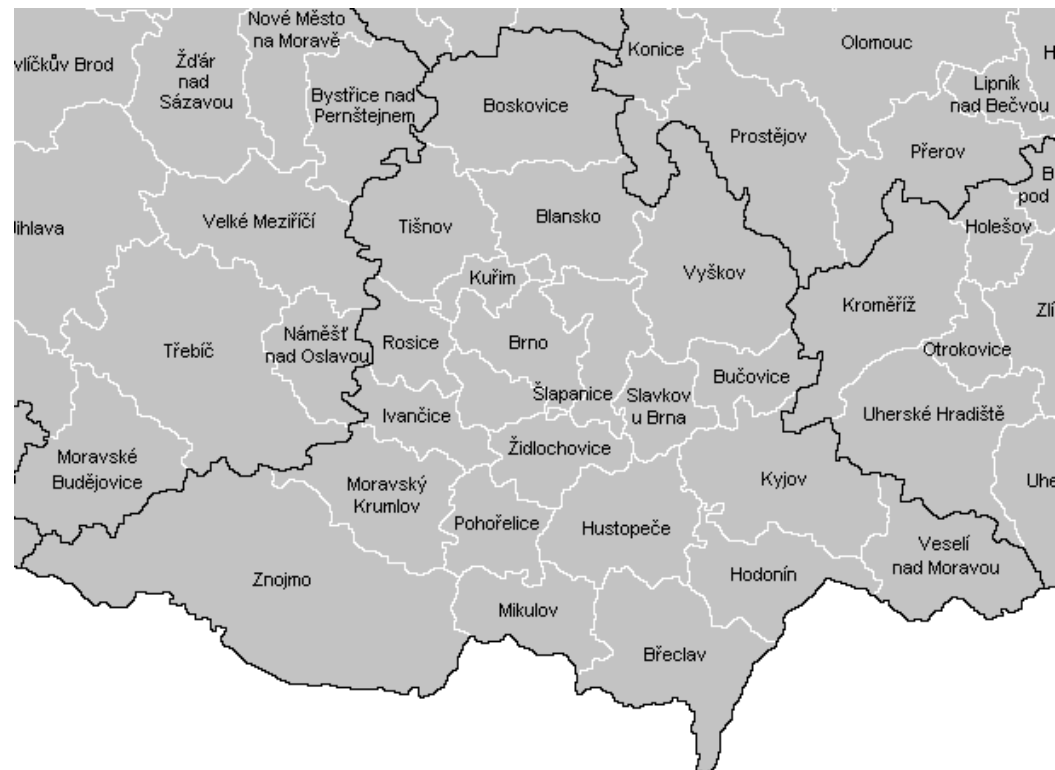 Nové Město
na Moravě
Konice
Olomouc
H
vlíčkův Brod
Žďár
nad
Sázavou
Bystřice nad
Pernštejnem
Boskovice
Lipník
nad Bečvou
Prostějov
Přerov
B
pod
Jihlava
Velké Meziříčí
Tišnov
Blansko
Holešov
Kuřim
Vyškov
Kroměříž
Zlí
Třebíč
Náměšť
nad Oslavou
Rosice
Brno
Otrokovice
Bučovice
Ivančice
Šlapanice
Slavkov
u Brna
Uherské Hradiště
Moravské
Budějovice
Židlochovice
Moravský
Krumlov
Kyjov
Uhe
Pohořelice
Hustopeče
Veselí
nad Moravou
Znojmo
Hodonín
Mikulov
Břeclav